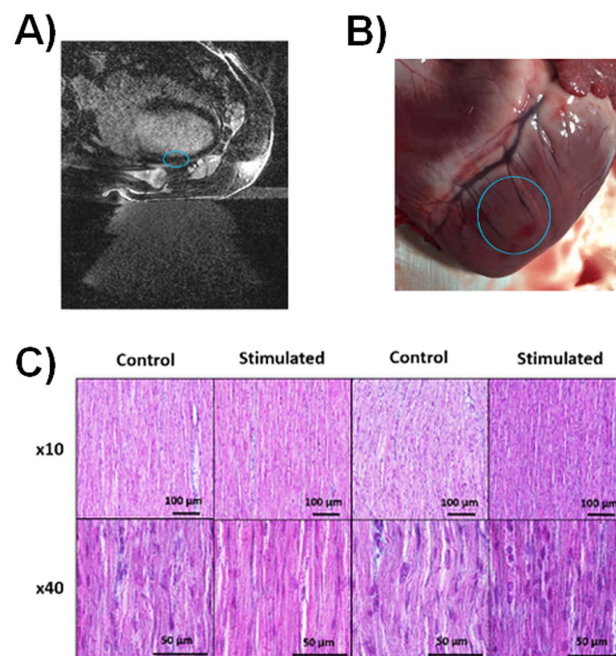 A)
B)
C)
Control Stimulated Control Stimulated
x10
100 µm 100 µm 100 µm 100 µm
x40
50 µm 50 µm 50 µm 50 µm